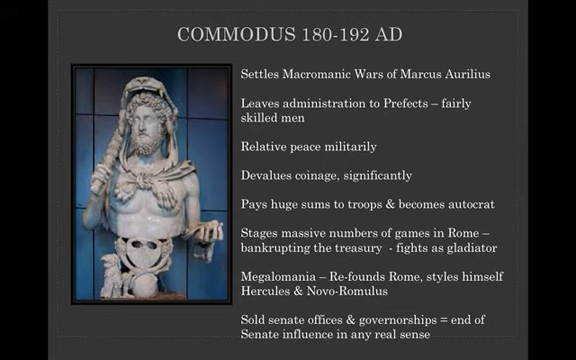 COMMODUS 180-192 AD
Settles Macromanic Wars of Marcus Aurilius
Leaves administration to Prefects – fairly
skilled men
Relative peace militarily
Devalues coinage, significantly
Pays huge sums to troops & becomes autocrat
Stages massive numbers of games in Rome –
bankrupting the treasury - fights as gladiator
Megalomania – Re-founds Rome, styles himself
Hercules & Novo-Romulus
Sold senate offices & governorships = end of
Senate influence in any real sense